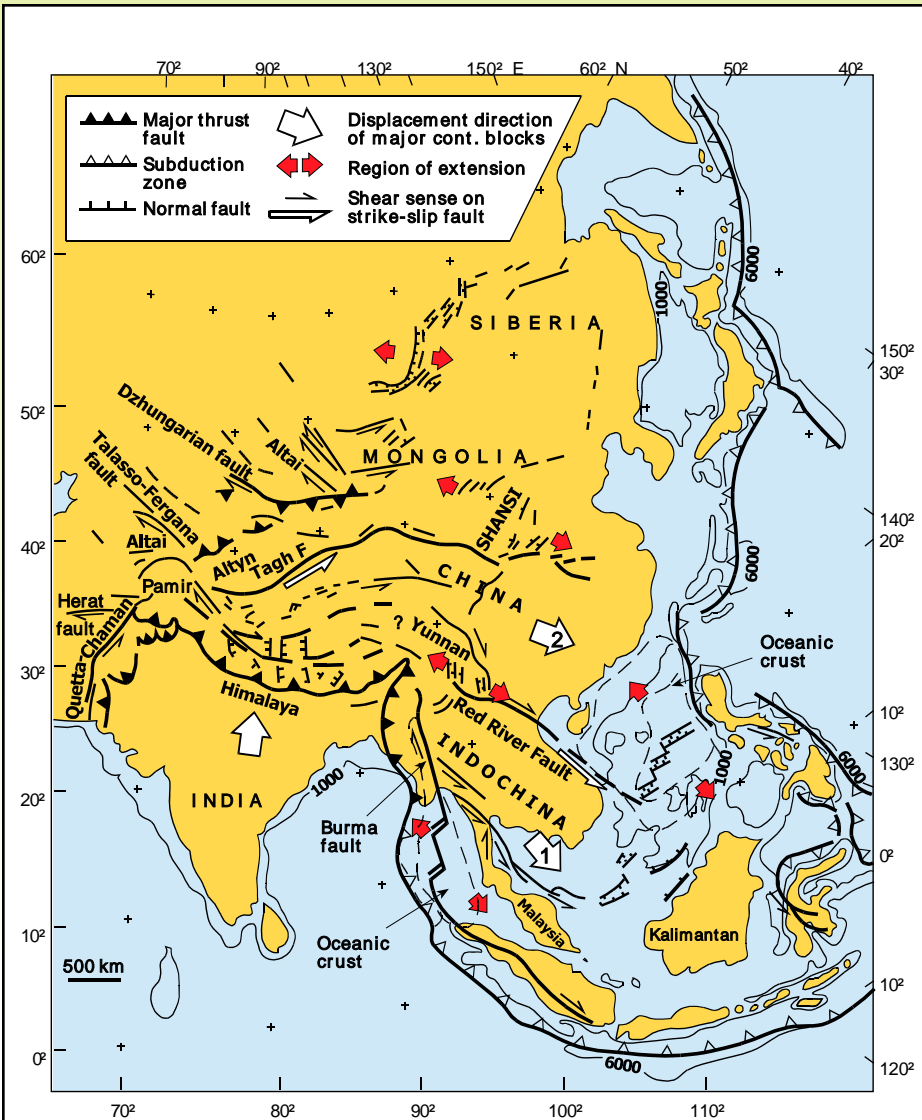 70²
90²
130²
150² E
60² N
50²
40²
Major thrust
fault
Subduction
zone
Normal fault
Displacement direction
of major cont. blocks
Region of extension
Shear sense on
strike-slip fault
60²
50²
40²
30²
20²
10²
0²
6000
1000
SIBERIA
150²
30²
Dzhungarian fault
Altai
MONGOLIA
Talasso-Fergana
fault
SHANSI
140²
20²
Altai
Altyn
Tagh F
CHINA
6000
Pamir
Herat
fault
Quetta-Chaman
? Yunnan
2
Oceanic
crust
Himalaya
Red River Fault
10²
INDOCHINA
6000
1000
130²
INDIA
1000
Burma
fault
1
0²
Malaysia
Kalimantan
Oceanic
crust
500 km
10²
6000
120²
70²
80²
90²
100²
110²